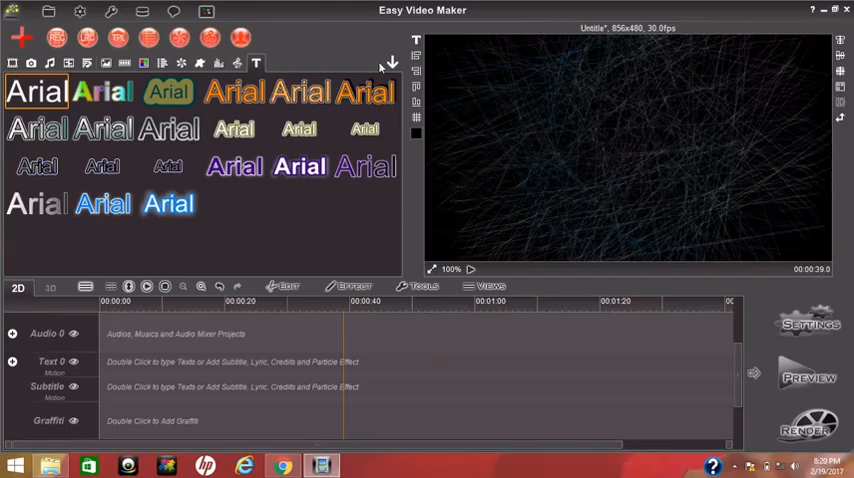 Easy Video Maker
?
REC LRC TPL
Untitle*, 856x480, 30.0fps
T
T
Arial Arial Arial Arial Arial Arial
Arial Arial Arial Arial Arial Arial
Arial Arial Arial Arial Arial Arial
Arial Arial Arial
100% 00:00:39.0
2D 3D EDIT EFFECT TOOLS VIEWS
00:00:00 00:00:20 00:00:40 00:01:00 00:01:20
Audio 0 Audios, Musics and Audio Mixer Projects
Text 0 Double Click to type Texts or Add Subtitle, Lyric, Credits and Particle Effect
Motion
Subtitle Double Click to type Texts or Add Subtitle, Lyric, Credits and Particle Effect
Motion
Graffiti Double Click to Add Graffiti
SETTINGS
PREVIEW
RENDER
hp
?
8:20 PM
2/19/2017